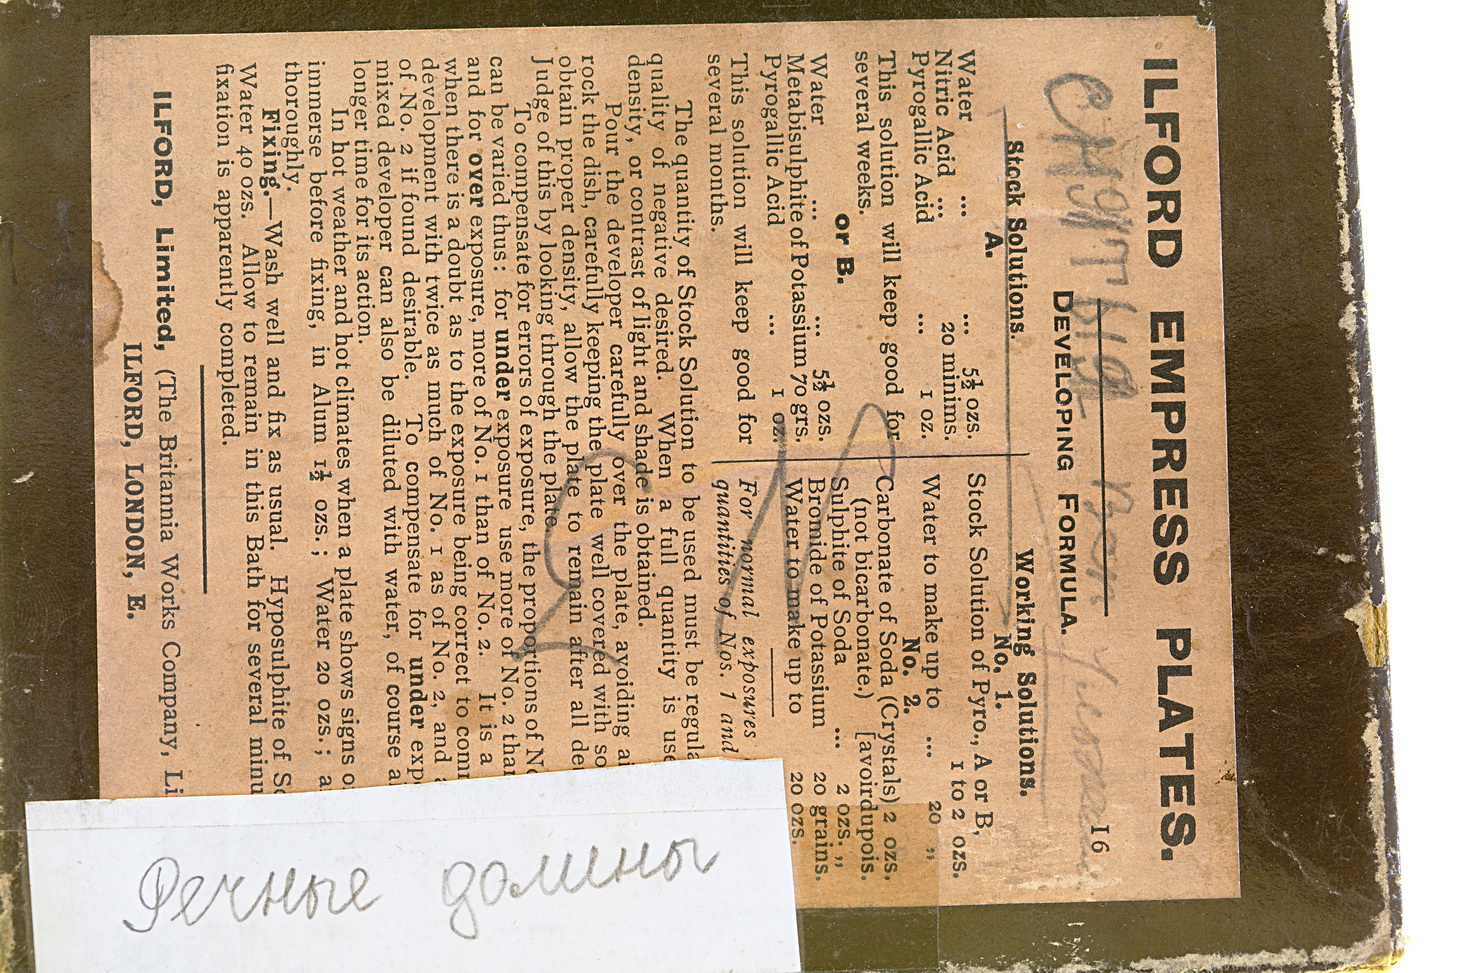 ILFORD EMPRESS PLATES.
16
DEVELOPING FORMULA.
Stock Solutions.
A.
Water ... ... 5½ ozs.
Nitric Acid ... 20 minims.
Pyrogallic Acid ... 1 oz.
This solution will keep good for
several weeks.
or B.
Water ... ... 5½ ozs.
Metabisulphite of Potassium 70 grs.
Pyrogallic Acid ... 1 oz.
This solution will keep good for
several months.
Working Solutions.
No. 1.
Stock Solution of Pyro., A or B,
1 to 2 ozs.
Water to make up to ... 20 „
No. 2.
Carbonate of Soda (Crystals) 2 ozs.
(not bicarbonate.) [avoirdupois.
Sulphite of Soda ... 2 ozs. „
Bromide of Potassium 20 grains.
Water to make up to 20 ozs.
For normal exposures
quantities of Nos. 1 and
The quantity of Stock Solution to be used must be regula
quality of negative desired. When a full quantity is use
density, or contrast of light and shade is obtained.
Pour the developer carefully over the plate, avoiding a
rock the dish, carefully keeping the plate well covered with so
obtain proper density, allow the plate to remain after all de
Judge of this by looking through the plate.
To compensate for errors of exposure, the proportions of No
can be varied thus: for under exposure use more of No. 2 than
and for over exposure, more of No. 1 than of No. 2. It is a
when there is a doubt as to the exposure being correct to com
development with twice as much of No. 1 as of No. 2, and
of No. 2 if found desirable. To compensate for under exp
mixed developer can also be diluted with water, of course a
longer time for its action.
In hot weather and hot climates when a plate shows signs o
immerse before fixing, in Alum 1½ ozs.; Water 20 ozs.; a
thoroughly.
Fixing.—Wash well and fix as usual. Hyposulphite of S
Water 40 ozs. Allow to remain in this Bath for several minu
fixation is apparently completed.
ILFORD, Limited, (The Britannia Works Company, Li
ILFORD, LONDON, E.
Речные долины